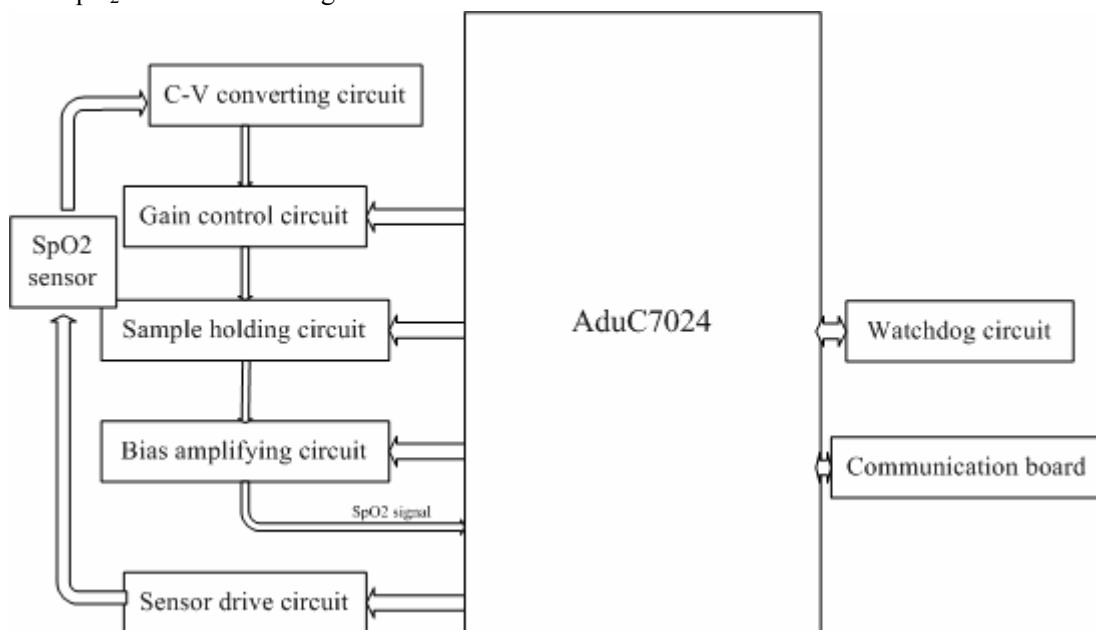 C-V converting circuit
Gain control circuit
SpO2
sensor
Sample holding circuit
AduC7024
Watchdog circuit
Bias amplifying circuit
Communication board
SpO2 signal
Sensor drive circuit